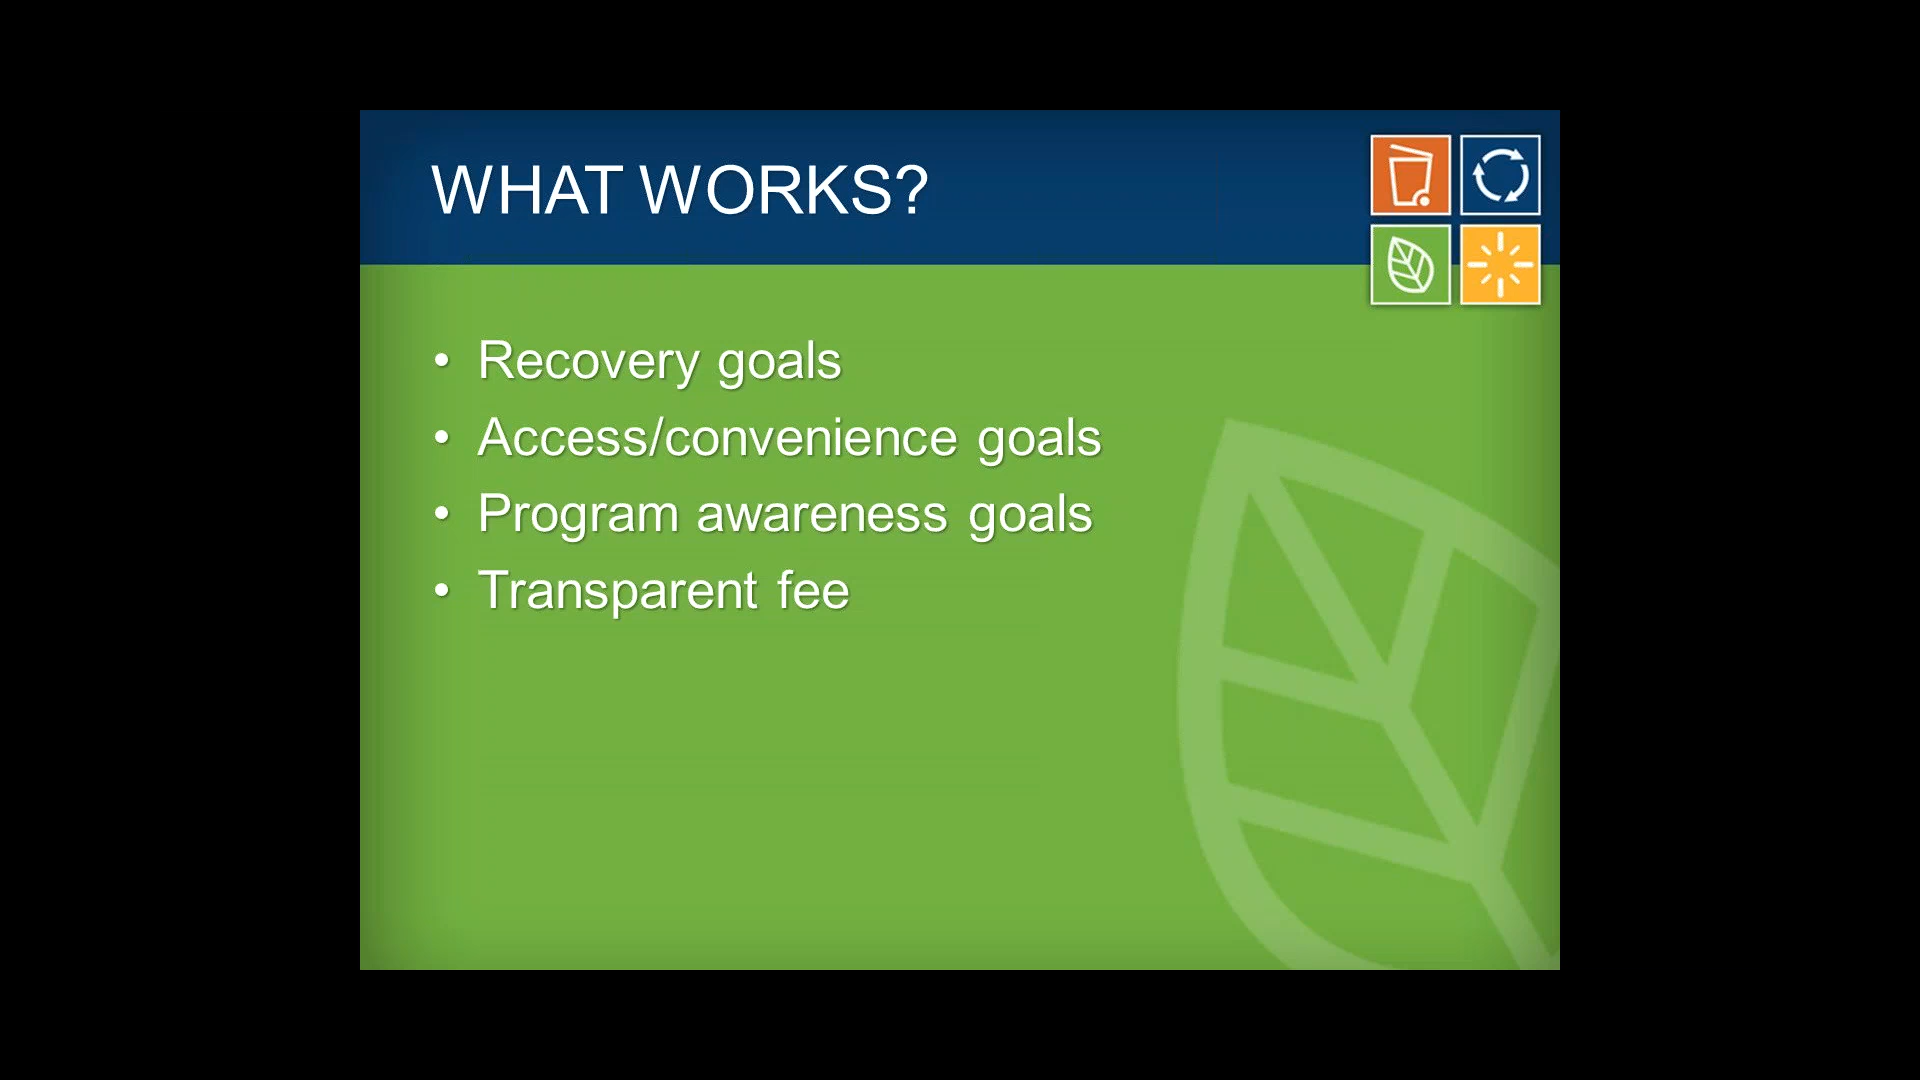 WHAT WORKS?
• Recovery goals
• Access/convenience goals
• Program awareness goals
• Transparent fee